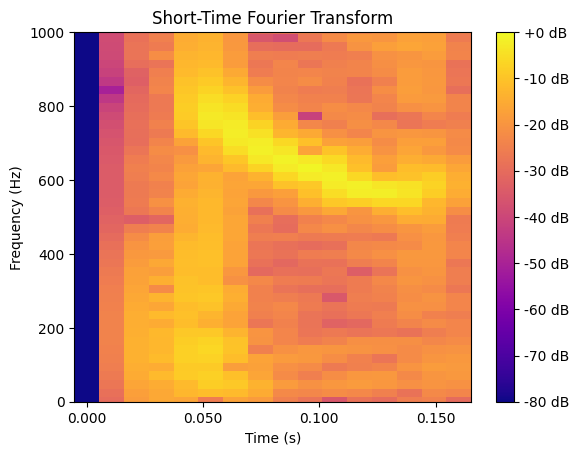 Short-Time Fourier Transform
1000
800
600
400
200
0
Frequency (Hz)
0.000
0.050
0.100
0.150
Time (s)
+0 dB
-10 dB
-20 dB
-30 dB
-40 dB
-50 dB
-60 dB
-70 dB
-80 dB